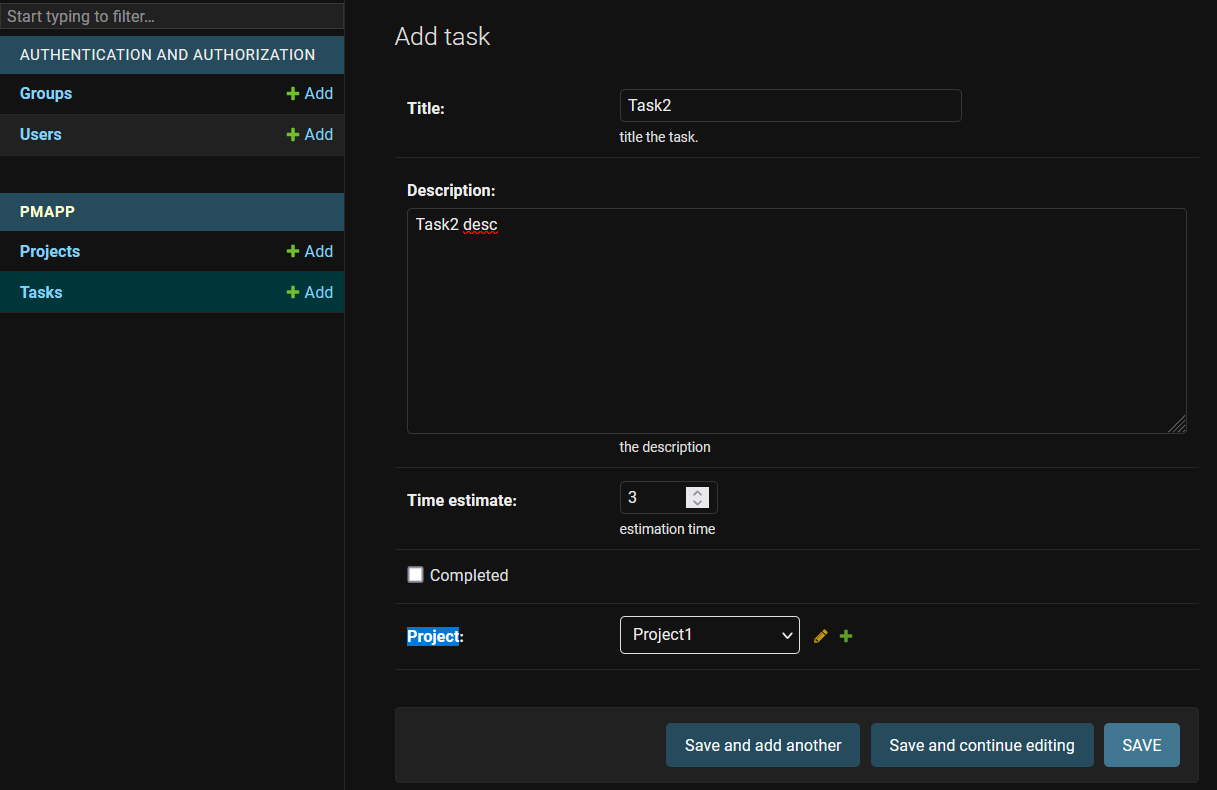 Start typing to filter…
AUTHENTICATION AND AUTHORIZATION
Groups Add
Users Add
PMAPP
Projects Add
Tasks Add
Add task
Title: Task2
title the task.
Description:
Task2 desc
the description
Time estimate: 3
estimation time
Completed
Project: Project1
Save and add another Save and continue editing SAVE